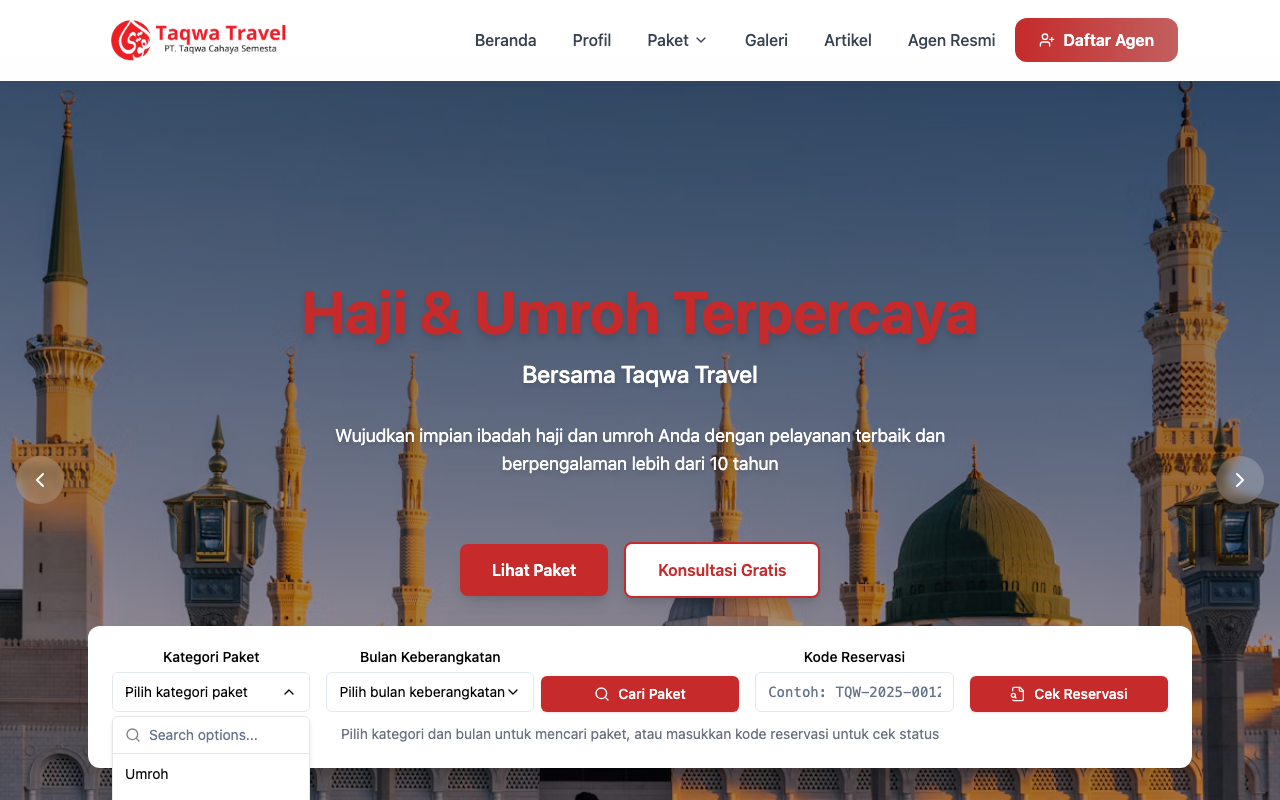 Taqwa Travel
PT. Taqwa Cahaya Semesta
Beranda
Profil
Paket
Galeri
Artikel
Agen Resmi
Daftar Agen
Haji & Umroh Terpercaya
Bersama Taqwa Travel
Wujudkan impian ibadah haji dan umroh Anda dengan pelayanan terbaik dan
berpengalaman lebih dari 10 tahun
Lihat Paket
Konsultasi Gratis
Kategori Paket
Bulan Keberangkatan
Kode Reservasi
Pilih kategori paket
Pilih bulan keberangkatan
Cari Paket
Contoh: TQW-2025-0012
Cek Reservasi
Search options...
Pilih kategori dan bulan untuk mencari paket, atau masukkan kode reservasi untuk cek status
Umroh